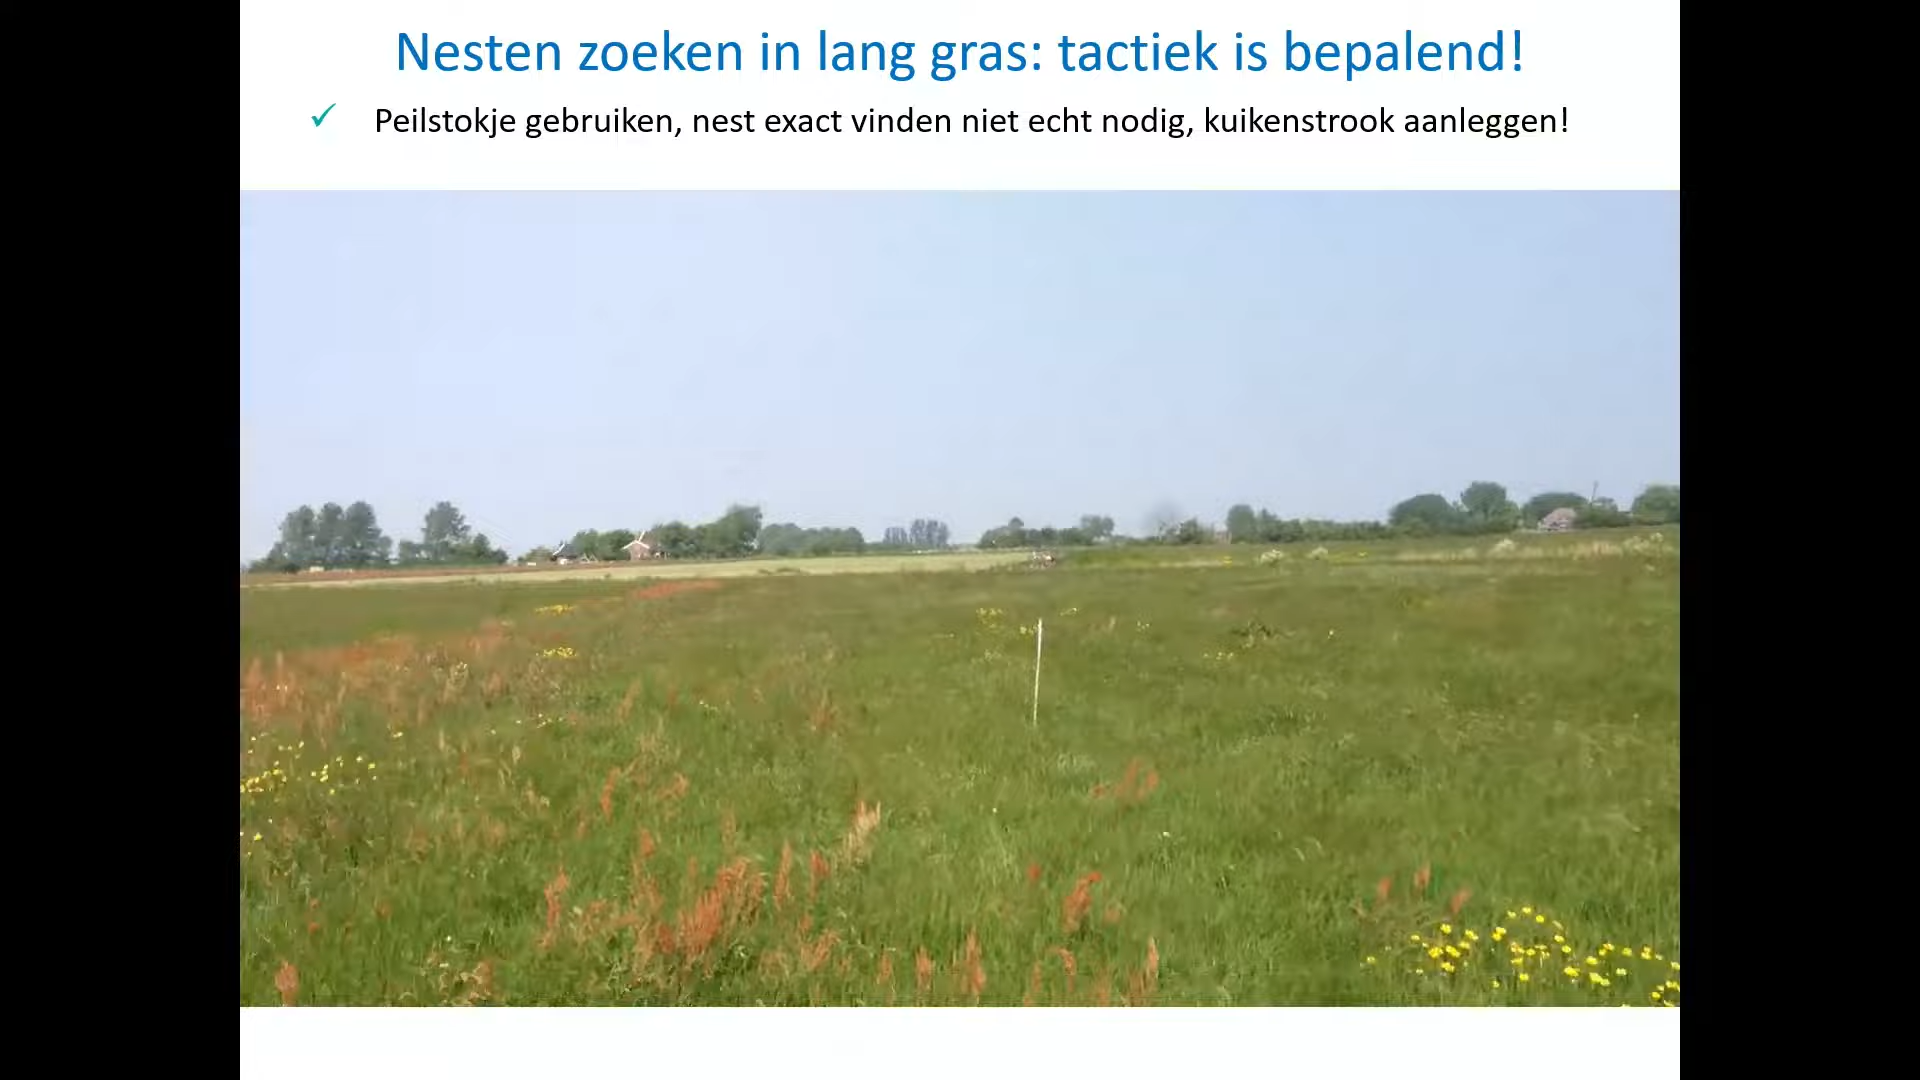 Nesten zoeken in lang gras: tactiek is bepalend!
✓ Peilstokje gebruiken, nest exact vinden niet echt nodig, kuikenstrook aanleggen!